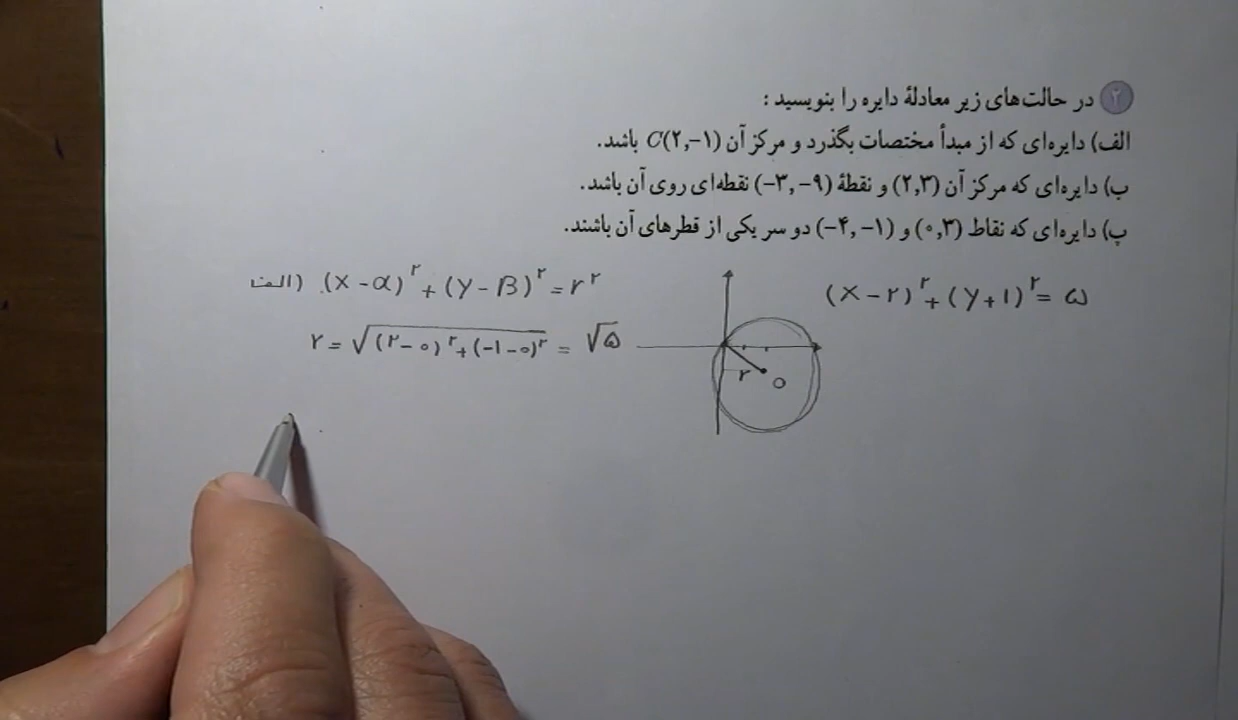 ۲ در حالت‌های زیر معادلهٔ دایره را بنویسید :
الف) دایره‌ای که از مبدأ مختصات بگذرد و مرکز آن C(۲,−۱) باشد.
ب) دایره‌ای که مرکز آن (۲,۳) و نقطهٔ (−۳,−۹) نقطه‌ای روی آن باشد.
پ) دایره‌ای که نقاط (۰,۳) و (−۴,−۱) دو سر یکی از قطرهای آن باشند.
الف) (x-α)^۲ + (y-β)^۲ = r^۲
r = √(۲-۰)^۲+(-۱-۰)^۲ = √۵
(x-۲)^۲ + (y+۱)^۲ = ۵
r
o